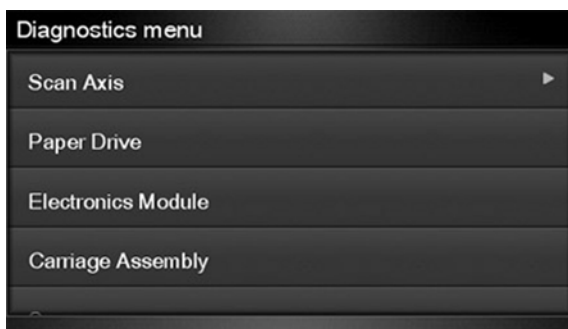 Diagnostics menu
Scan Axis
Paper Drive
Electronics Module
Carriage Assembly